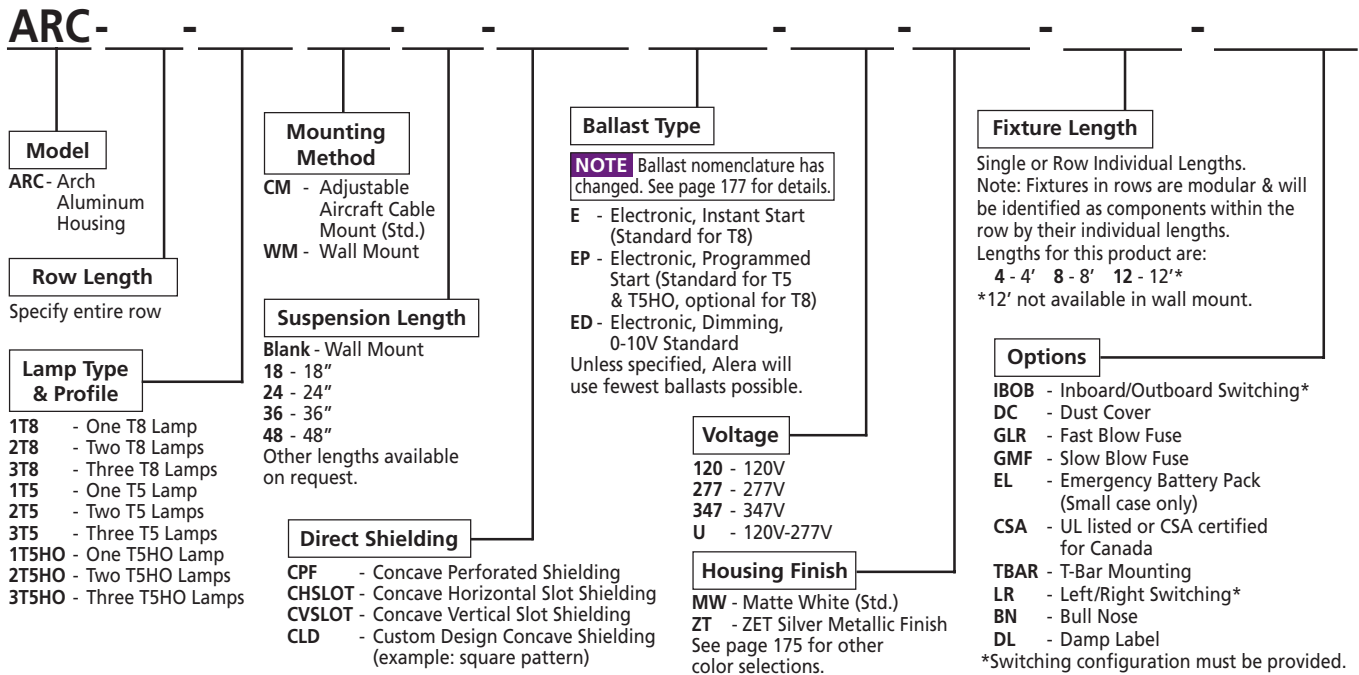 ARC- - - - - - - -
Model
ARC- Arch
Aluminum
Housing
Row Length
Specify entire row
Lamp Type
& Profile
1T8 - One T8 Lamp
2T8 - Two T8 Lamps
3T8 - Three T8 Lamps
1T5 - One T5 Lamp
2T5 - Two T5 Lamps
3T5 - Three T5 Lamps
1T5HO - One T5HO Lamp
2T5HO - Two T5HO Lamps
3T5HO - Three T5HO Lamps
Mounting
Method
CM - Adjustable
Aircraft Cable
Mount (Std.)
WM - Wall Mount
Suspension Length
Blank - Wall Mount
18 - 18"
24 - 24"
36 - 36"
48 - 48"
Other lengths available
on request.
Direct Shielding
CPF - Concave Perforated Shielding
CHSLOT - Concave Horizontal Slot Shielding
CVSLOT - Concave Vertical Slot Shielding
CLD - Custom Design Concave Shielding
(example: square pattern)
Ballast Type
NOTE Ballast nomenclature has
changed. See page 177 for details.
E - Electronic, Instant Start
(Standard for T8)
EP - Electronic, Programmed
Start (Standard for T5
& T5HO, optional for T8)
ED - Electronic, Dimming,
0-10V Standard
Unless specified, Alera will
use fewest ballasts possible.
Voltage
120 - 120V
277 - 277V
347 - 347V
U - 120V-277V
Housing Finish
MW - Matte White (Std.)
ZT - ZET Silver Metallic Finish
See page 175 for other
color selections.
Fixture Length
Single or Row Individual Lengths.
Note: Fixtures in rows are modular & will
be identified as components within the
row by their individual lengths.
Lengths for this product are:
4 - 4' 8 - 8' 12 - 12'*
*12' not available in wall mount.
Options
IBOB - Inboard/Outboard Switching*
DC - Dust Cover
GLR - Fast Blow Fuse
GMF - Slow Blow Fuse
EL - Emergency Battery Pack
(Small case only)
CSA - UL listed or CSA certified
for Canada
TBAR - T-Bar Mounting
LR - Left/Right Switching*
BN - Bull Nose
DL - Damp Label
*Switching configuration must be provided.